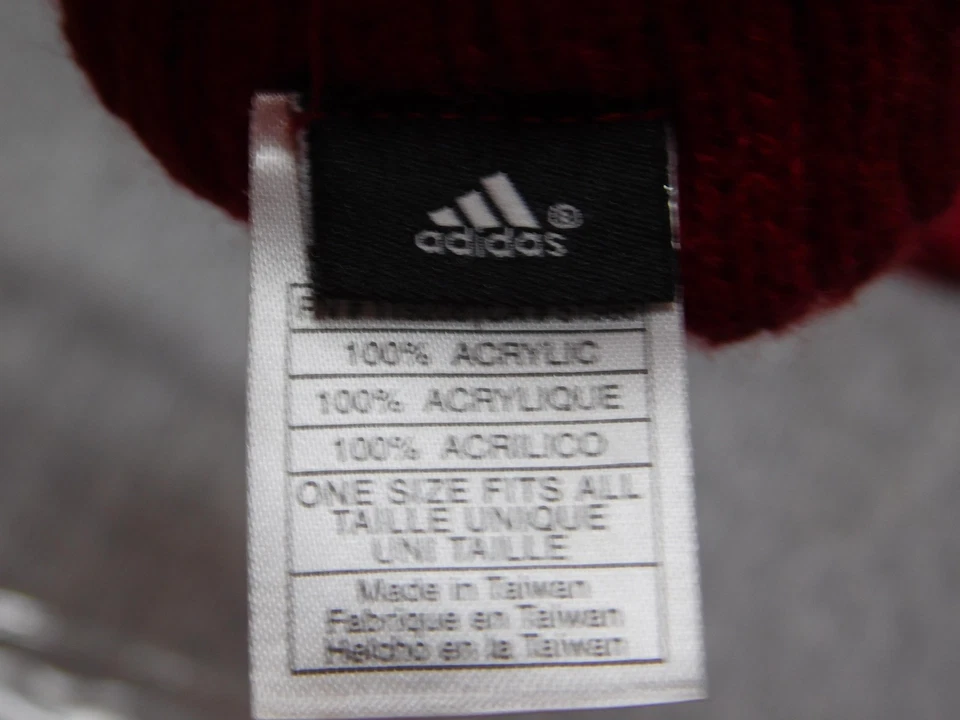 adidas®
100% ACRYLIC
100% ACRYLIQUE
100% ACRILICO
ONE SIZE FITS ALL
TAILLE UNIQUE
UNI TAILLE
Made in Taiwan
Fabrique en Taiwan
Helcho en la Taiwan